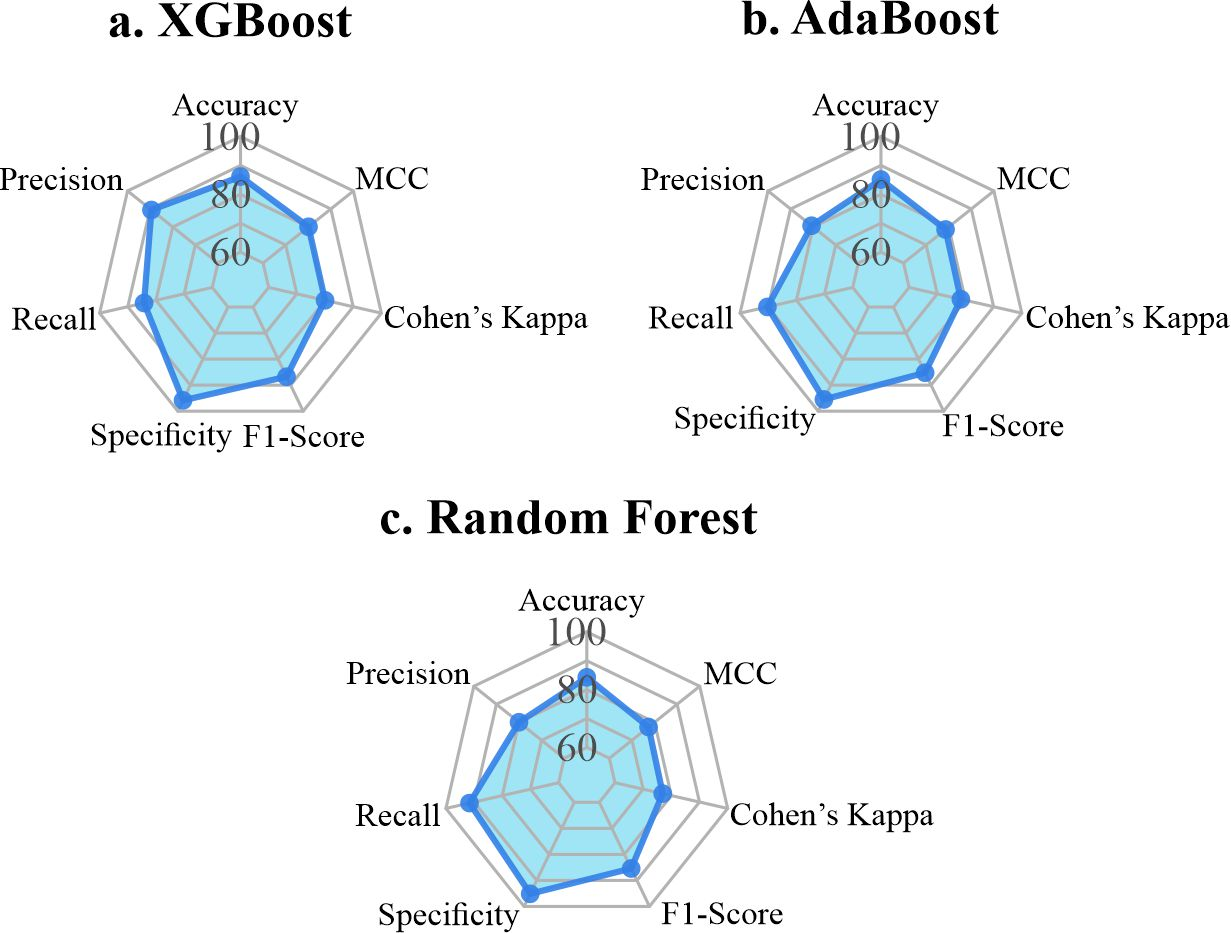 a. XGBoost
Accuracy
100
Precision
MCC
80
60
Recall
Cohen's Kappa
Specificity
F1-Score
b. AdaBoost
Accuracy
100
Precision
MCC
80
60
Recall
Cohen's Kappa
Specificity
F1-Score
c. Random Forest
Accuracy
100
Precision
MCC
80
60
Recall
Cohen's Kappa
Specificity
F1-Score